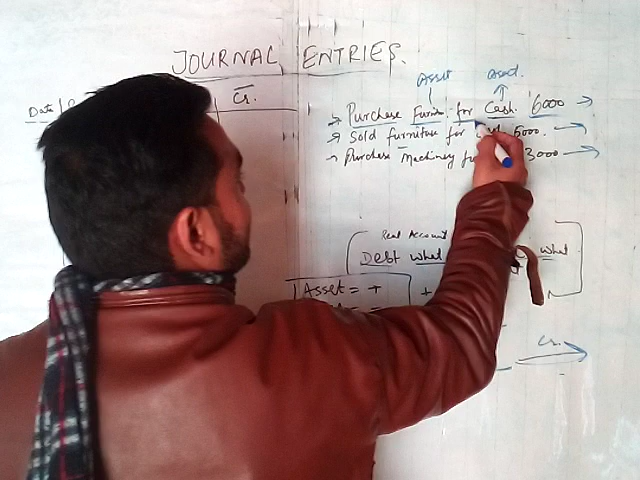 JOURNAL ENTRIES.
Date
Cr.
Asset Asset
→ Purchase Furni for Cash 6000 →
→ Sold furniture for 5000. →
→ Purchase Machinery 3000 →
Real Account
Debt what what
Asset = +
+
Cr.